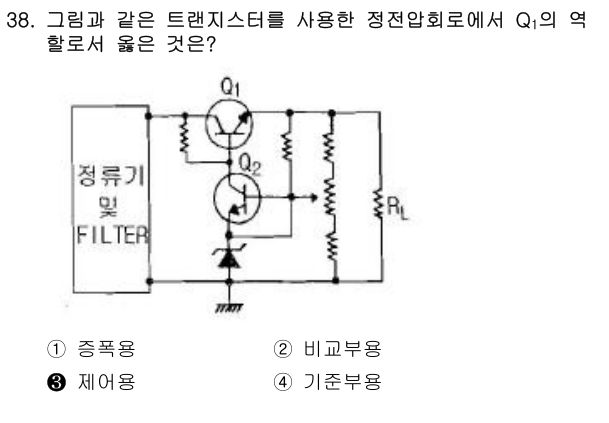 38. 그림과 같은 트랜지스터를 사용한 정전압회로에서 Q₁의 역
할로서 옳은 것은?
Q₁
Q₂
정류기
및
FILTER
R_L
① 증폭용
② 비교부용
❸ 제어용
④ 기준부용